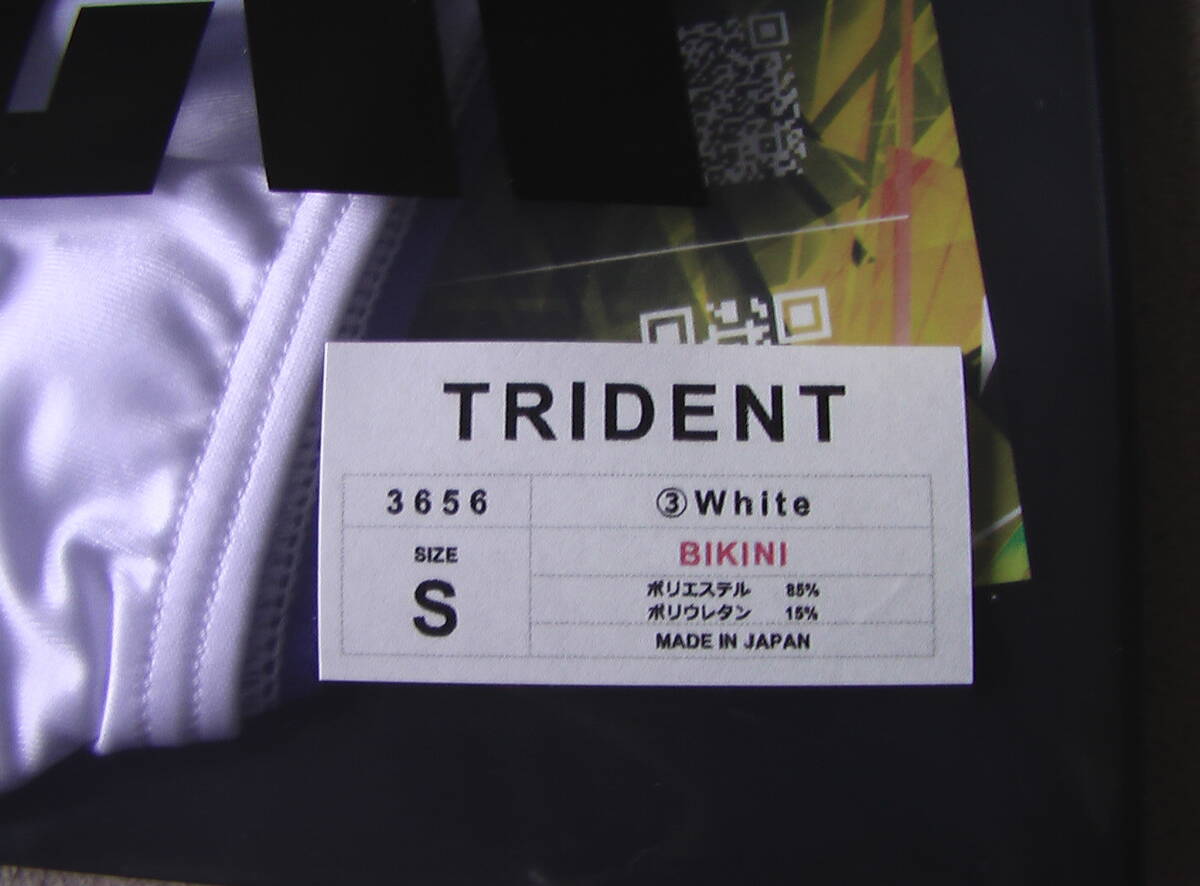 TRIDENT
3656 ③White
SIZE BIKINI
S
ポリエステル 85%
ポリウレタン 15%
MADE IN JAPAN